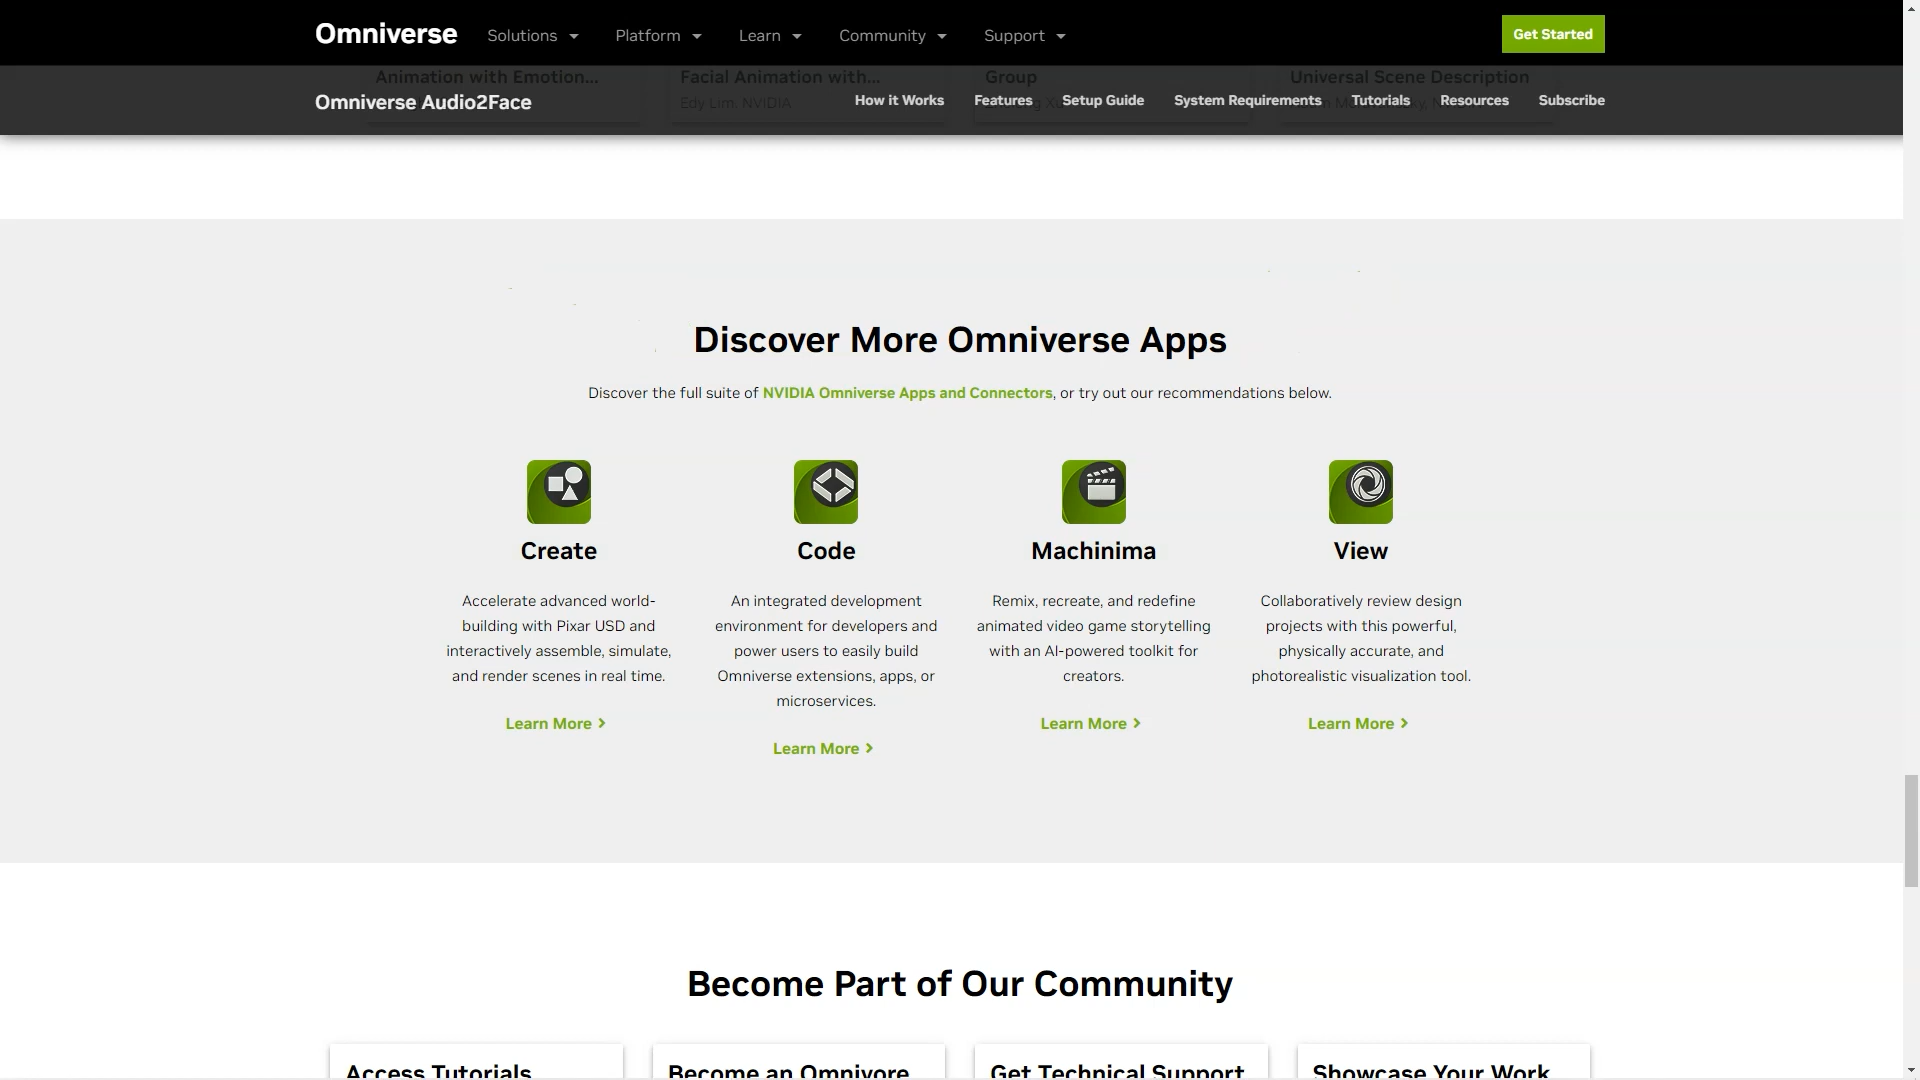 Omniverse
Solutions
Platform
Learn
Community
Support
Get Started
Animation with Emotion...
Facial Animation with...
Group
Universal Scene Description
Edy Lim, NVIDIA
Omniverse Audio2Face
How it Works
Features
Setup Guide
System Requirements
Tutorials
Resources
Subscribe
Discover More Omniverse Apps
Discover the full suite of NVIDIA Omniverse Apps and Connectors, or try out our recommendations below.
Create
Accelerate advanced world-
building with Pixar USD and
interactively assemble, simulate,
and render scenes in real time.
Learn More
Code
An integrated development
environment for developers and
power users to easily build
Omniverse extensions, apps, or
microservices.
Learn More
Machinima
Remix, recreate, and redefine
animated video game storytelling
with an AI-powered toolkit for
creators.
Learn More
View
Collaboratively review design
projects with this powerful,
physically accurate, and
photorealistic visualization tool.
Learn More
Become Part of Our Community
Access Tutorials
Become an Omnivore
Get Technical Support
Showcase Your Work